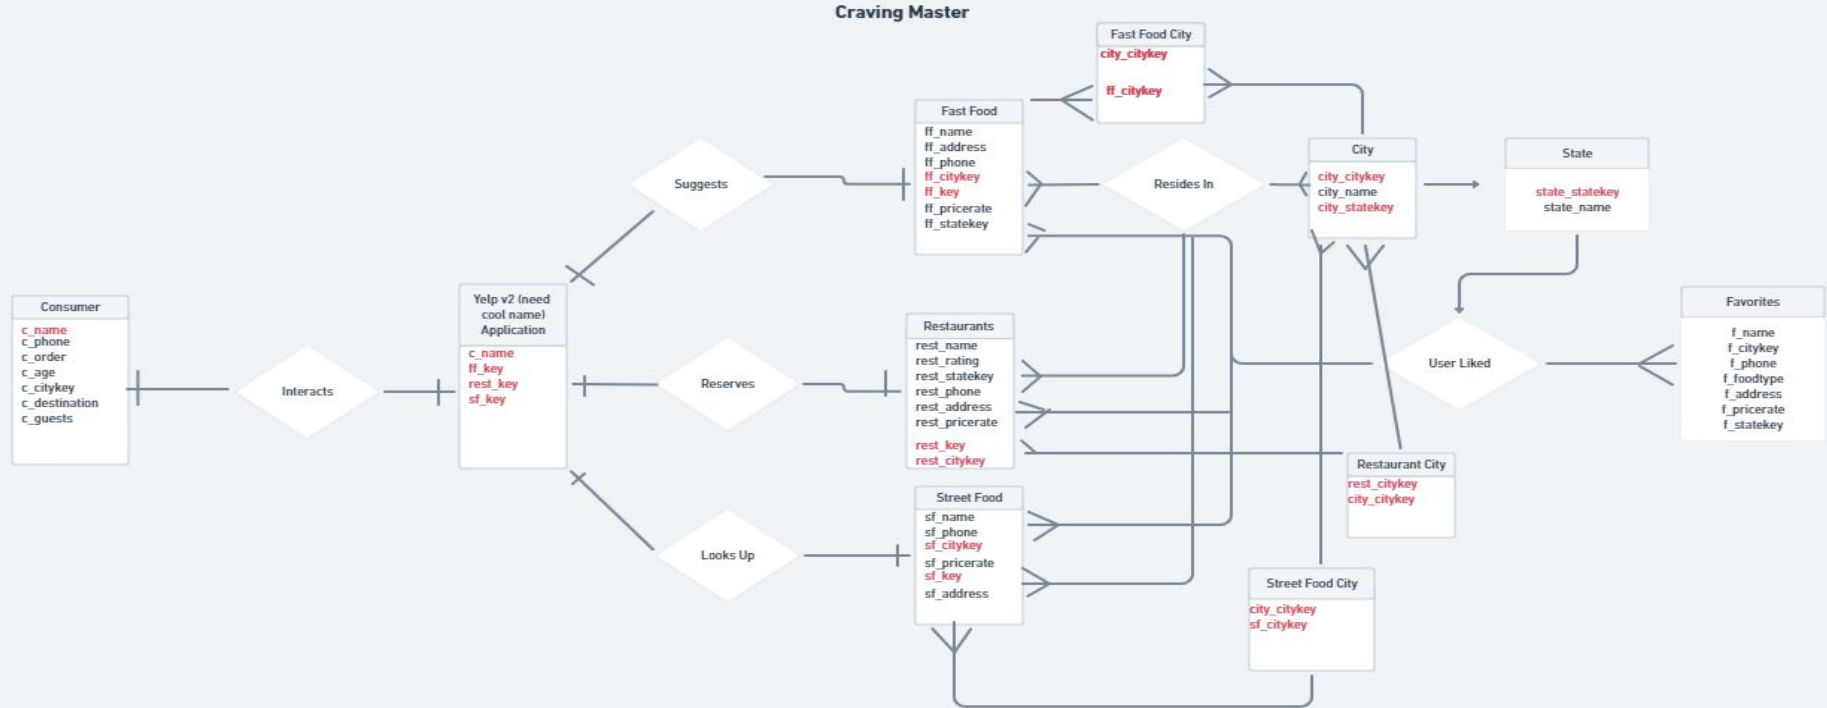 Craving Master
Fast Food City
city_citykey
ff_citykey
Fast Food
ff_name
ff_address
ff_phone
ff_citykey
ff_key
ff_pricerate
ff_statekey
Suggests
Resides In
City
city_citykey
city_name
city_statekey
State
state_statekey
state_name
Consumer
c_name
c_phone
c_order
c_age
c_citykey
c_destination
c_guests
Interacts
Yelp v2 (need
cool name)
Application
c_name
ff_key
rest_key
sf_key
Reserves
Restaurants
rest_name
rest_rating
rest_statekey
rest_phone
rest_address
rest_pricerate
rest_key
rest_citykey
User Liked
Favorites
f_name
f_citykey
f_phone
f_foodtype
f_address
f_pricerate
f_statekey
Restaurant City
rest_citykey
city_citykey
Looks Up
Street Food
sf_name
sf_phone
sf_citykey
sf_pricerate
sf_key
sf_address
Street Food City
city_citykey
sf_citykey